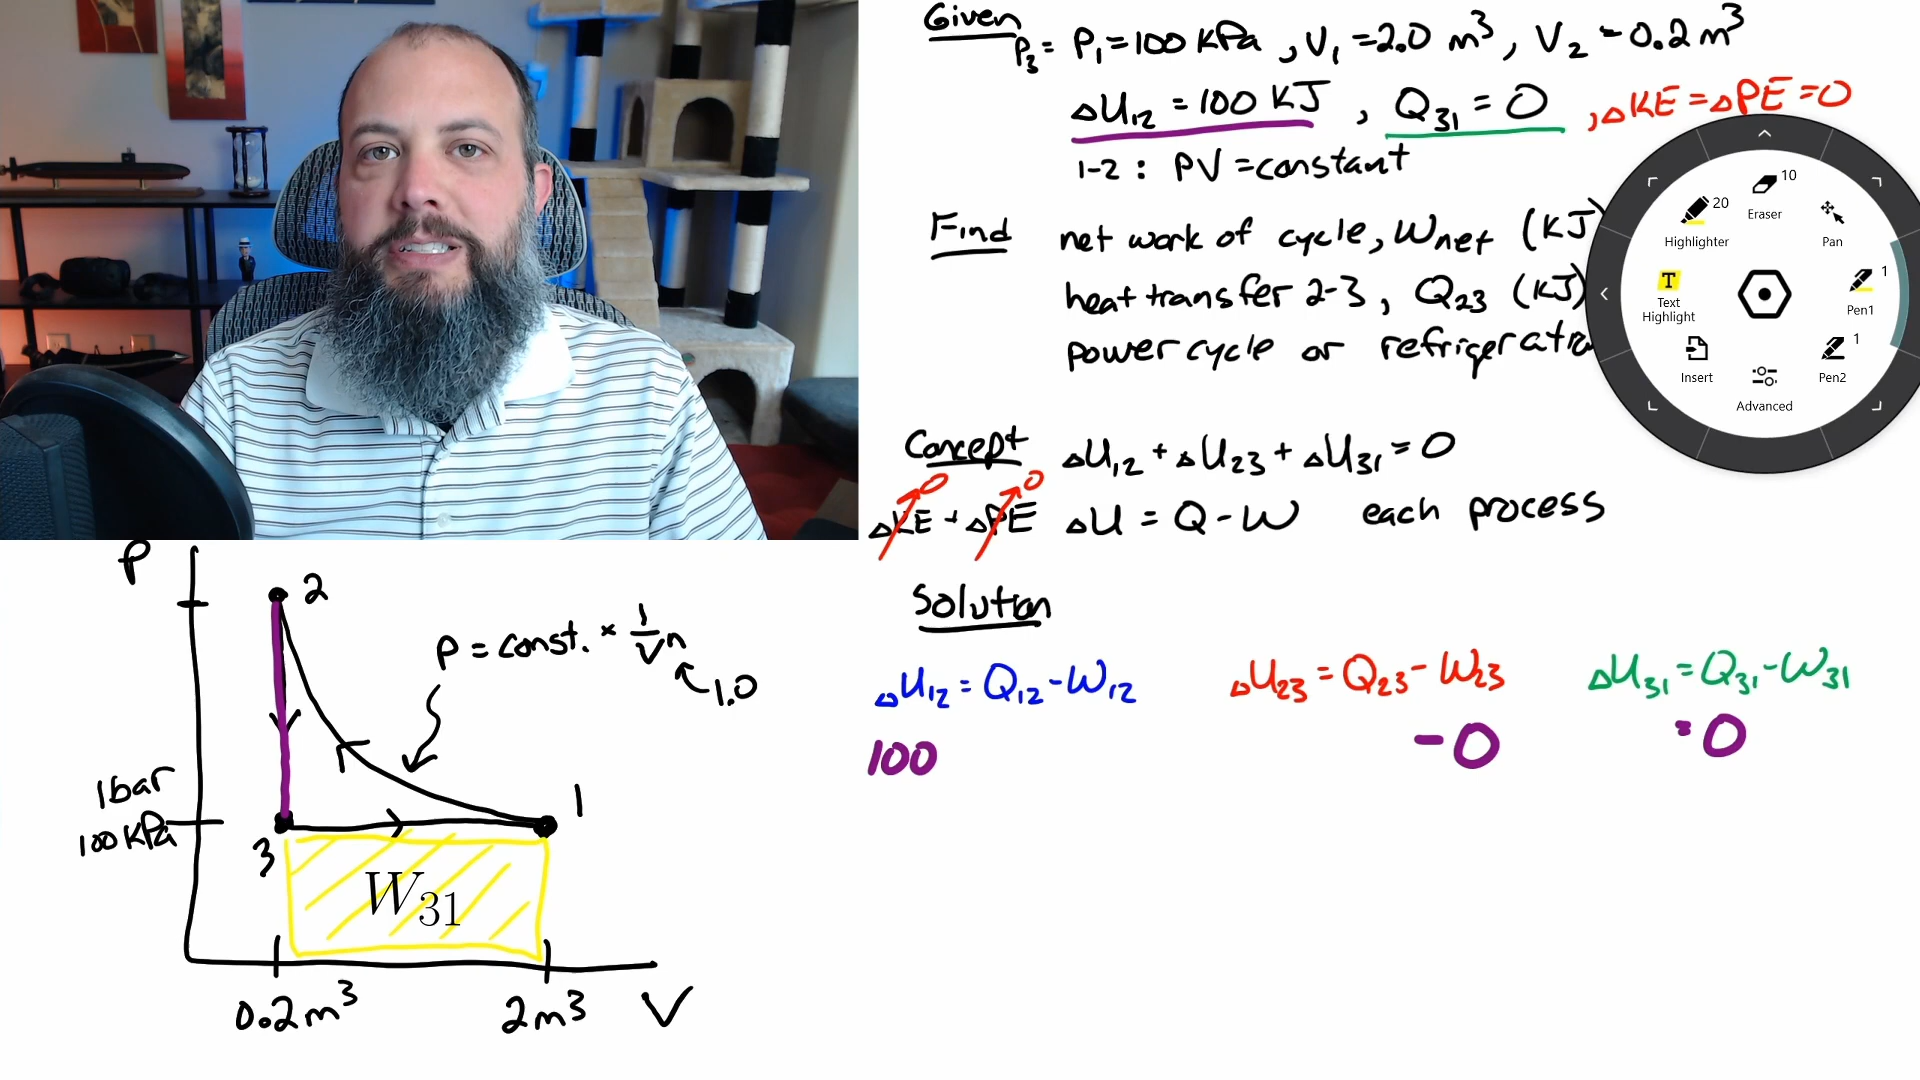 Given
P3 = P1 = 100 KPa , V1 = 2.0 m³ , V2 = 0.2 m³
ΔU12 = 100 KJ , Q31 = 0 , ΔKE = ΔPE = 0
1-2 : PV = constant
Find net work of cycle, Wnet (KJ)
heat transfer 2-3 , Q23 (KJ)
power cycle or
10
Eraser
20
Highlighter
Pan
T
Text
Highlight
1
Pen1
Insert
1
Pen2
Advanced
Concept ΔU12 + ΔU23 + ΔU31 = 0
0 0
ΔKE + ΔPE ΔU = Q - W each process
Solution
ΔU12 = Q12 - W12 ΔU23 = Q23 - W23 ΔU31 = Q31 - W31
100 - 0 = 0
P
2
P = const. × 1/Vⁿ
1.0
1bar
100 KPa
1
3
W31
0.2 m³
2 m³
V